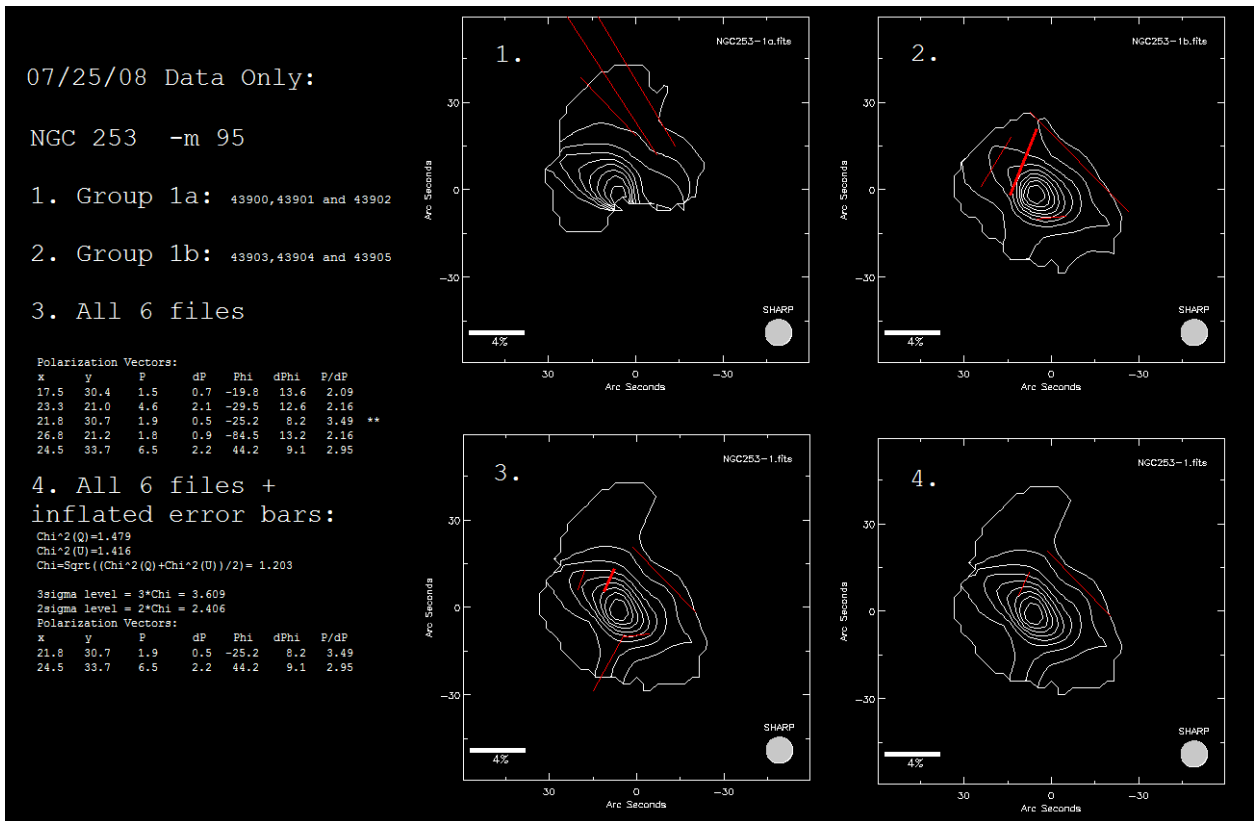 07/25/08 Data Only:
NGC 253 -m 95
1. Group 1a: 43900,43901 and 43902
2. Group 1b: 43903,43904 and 43905
3. All 6 files
Polarization Vectors:
x y P dP Phi dPhi P/dP
17.5 30.4 1.5 0.7 -19.8 13.6 2.09
23.3 21.0 4.6 2.1 -29.5 12.6 2.16
21.8 30.7 1.9 0.5 -25.2 8.2 3.49 **
26.8 21.2 1.8 0.9 -84.5 13.2 2.16
24.5 33.7 6.5 2.2 44.2 9.1 2.95
4. All 6 files +
inflated error bars:
Chi^2(Q)=1.479
Chi^2(U)=1.416
Chi=Sqrt((Chi^2(Q)+Chi^2(U))/2)= 1.203
3sigma level = 3*Chi = 3.609
2sigma level = 2*Chi = 2.406
Polarization Vectors:
x y P dP Phi dPhi P/dP
21.8 30.7 1.9 0.5 -25.2 8.2 3.49
24.5 33.7 6.5 2.2 44.2 9.1 2.95
1.
NGC253-1a.fits
30
0
-30
Arc Seconds
SHARP
4%
30 0 -30
Arc Seconds
2.
NGC253-1b.fits
30
0
-30
Arc Seconds
SHARP
4%
30 0 -30
Arc Seconds
3.
NGC253-1.fits
30
0
-30
Arc Seconds
SHARP
4%
30 0 -30
Arc Seconds
4.
NGC253-1.fits
30
0
-30
Arc Seconds
SHARP
4%
30 0 -30
Arc Seconds